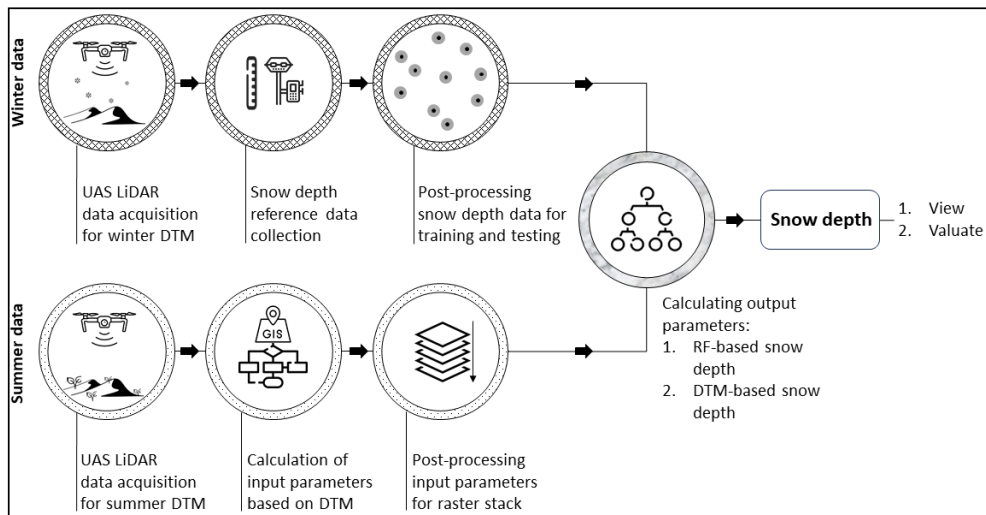 Winter data
UAS LiDAR
data acquisition
for winter DTM
Snow depth
reference data
collection
Post-processing
snow depth data for
training and testing
Summer data
GIS
UAS LiDAR
data acquisition
for summer DTM
Calculation of
input parameters
based on DTM
Post-processing
input parameters
for raster stack
Calculating output
parameters:
1. RF-based snow
depth
2. DTM-based snow
depth
Snow depth
1. View
2. Valuate